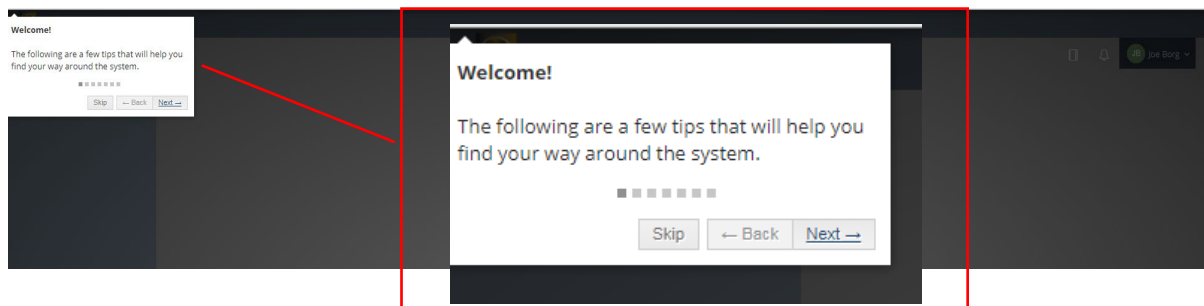 Welcome!
The following are a few tips that will help you
find your way around the system.
Skip
← Back
Next →
JB
Joe Borg
Welcome!
The following are a few tips that will help you
find your way around the system.
Skip
← Back
Next →